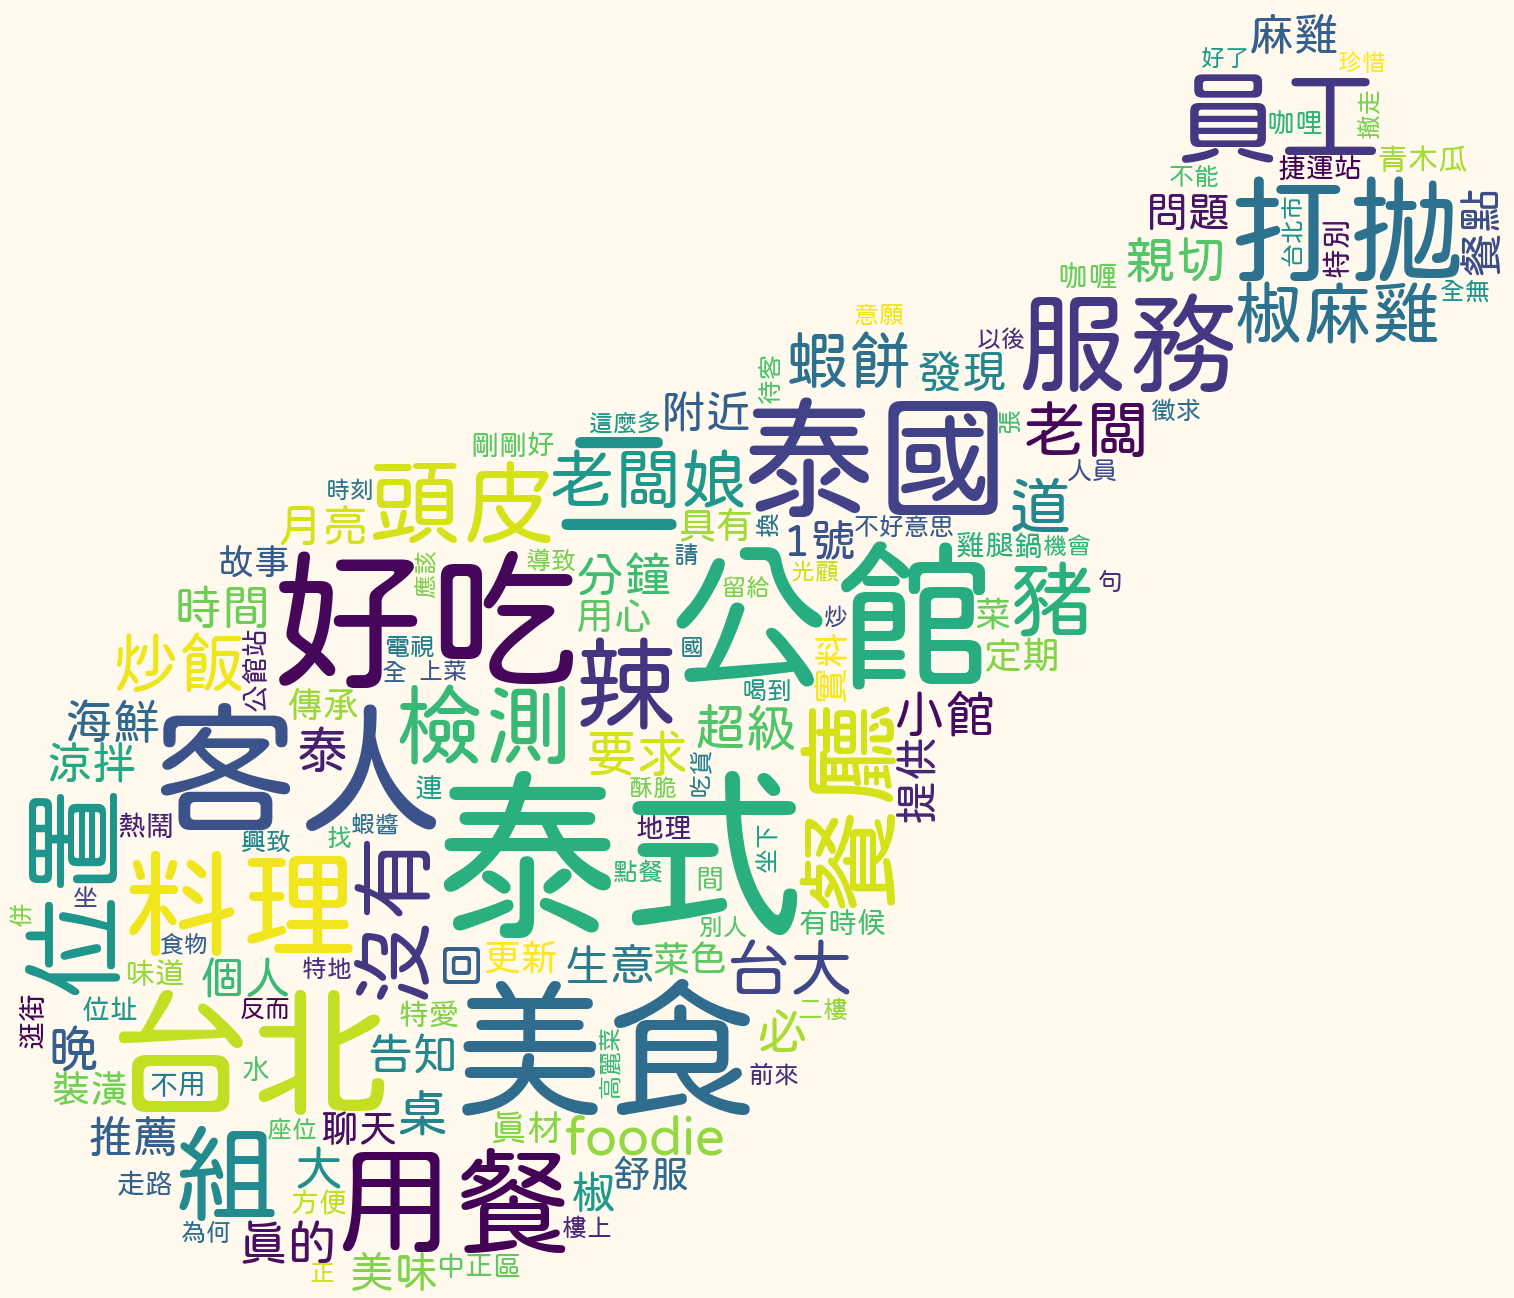 麻雞
好了
珍惜
員工
咖哩
撤走
捷運站
青木瓜
不能
打拋
問題
台北市
特別
餐點
親切
咖喱
椒麻雞
全無
服務
意願
以後
蝦餅
發現
待客
附近
泰國
張
老闆
徵求
這麼多
剛剛好
人員
二
老闆娘
頭皮
時刻
月亮
具有
換
1號
不好意思
道
雞腿鍋
機會
故事
好吃
應該
導致
分鐘
請
公館
光顧
留給
豬
句
時間
用心
炒
菜
炒飯
公館站
電視
全
上菜
辣
國
實料
定期
傳承
檢測
喝到
海鮮
客人
泰
要求
超級
餐廳
小館
涼拌
吃貨
提供
連
酥脆
泰式
位置
熱鬧
興致
找
蝦醬
地理
坐下
料理
沒有
點餐
間
坐
有時候
別人
食物
味道
個人
特地
回
更新
生意
菜色
台大
位址
反而
逛街
晚
台北
特愛
美食
必
二樓
告知
高麗菜
水
不用
前來
裝潢
桌
推薦
座位
聊天
真材
foodie
組
大
用餐
走路
方便
椒
舒服
為何
真的
樓上
正
美味
中正區